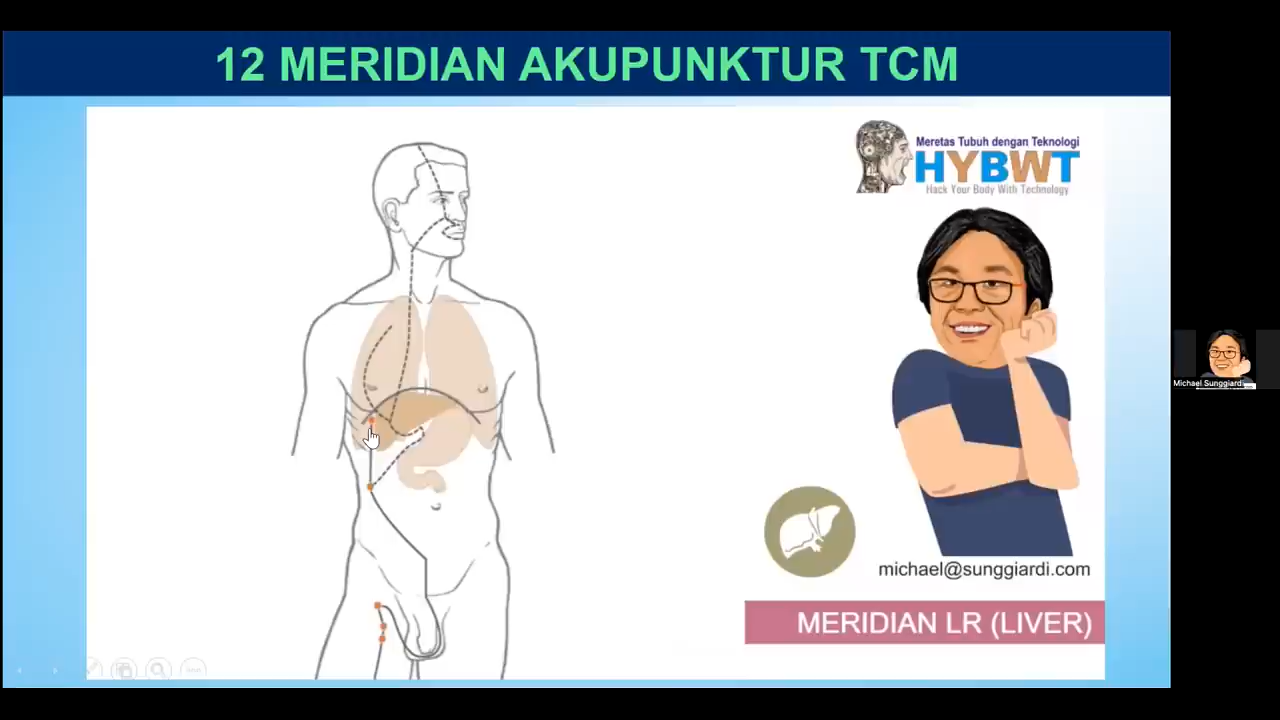 12 MERIDIAN AKUPUNKTUR TCM
Meretas Tubuh dengan Teknologi
HYBWT
Hack Your Body With Technology
michael@sunggiardi.com
MERIDIAN LR (LIVER)
Michael Sunggiardi